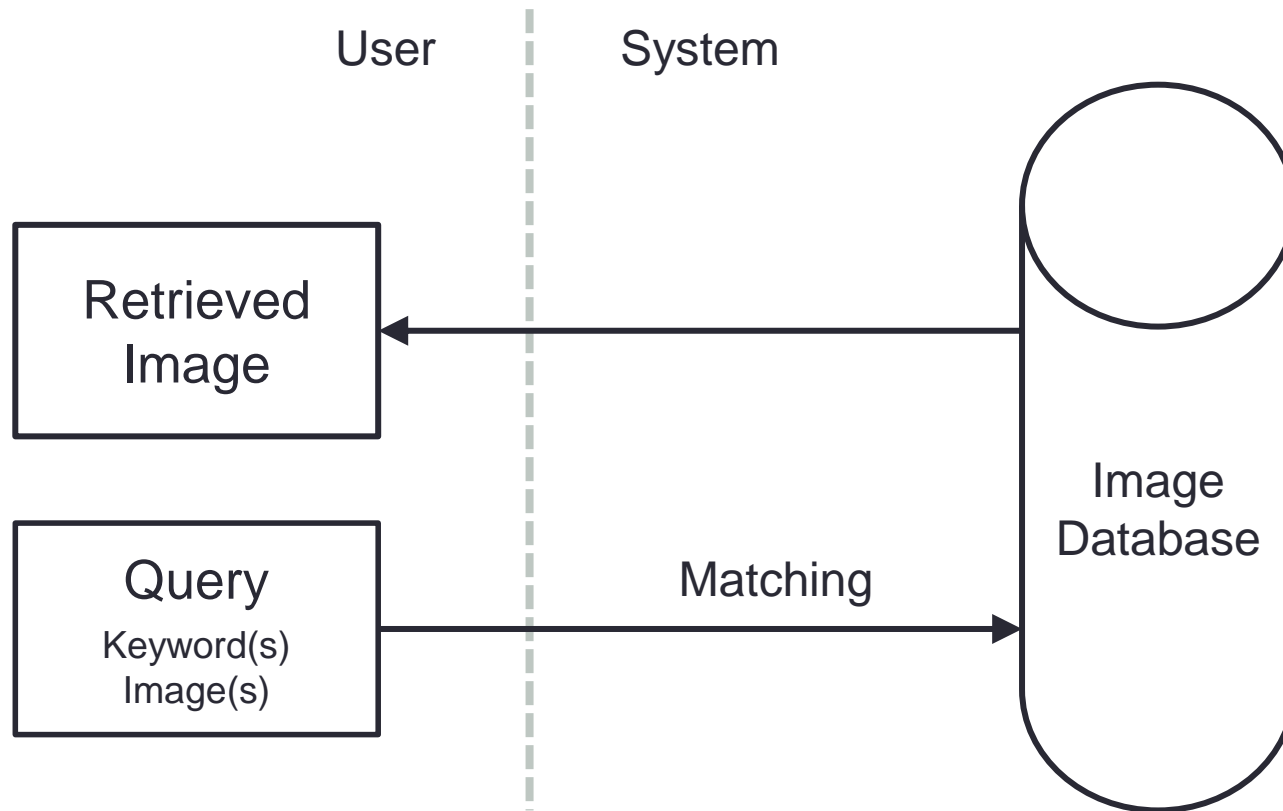 User
System
Retrieved
Image
Image
Database
Query
Keyword(s)
Image(s)
Matching